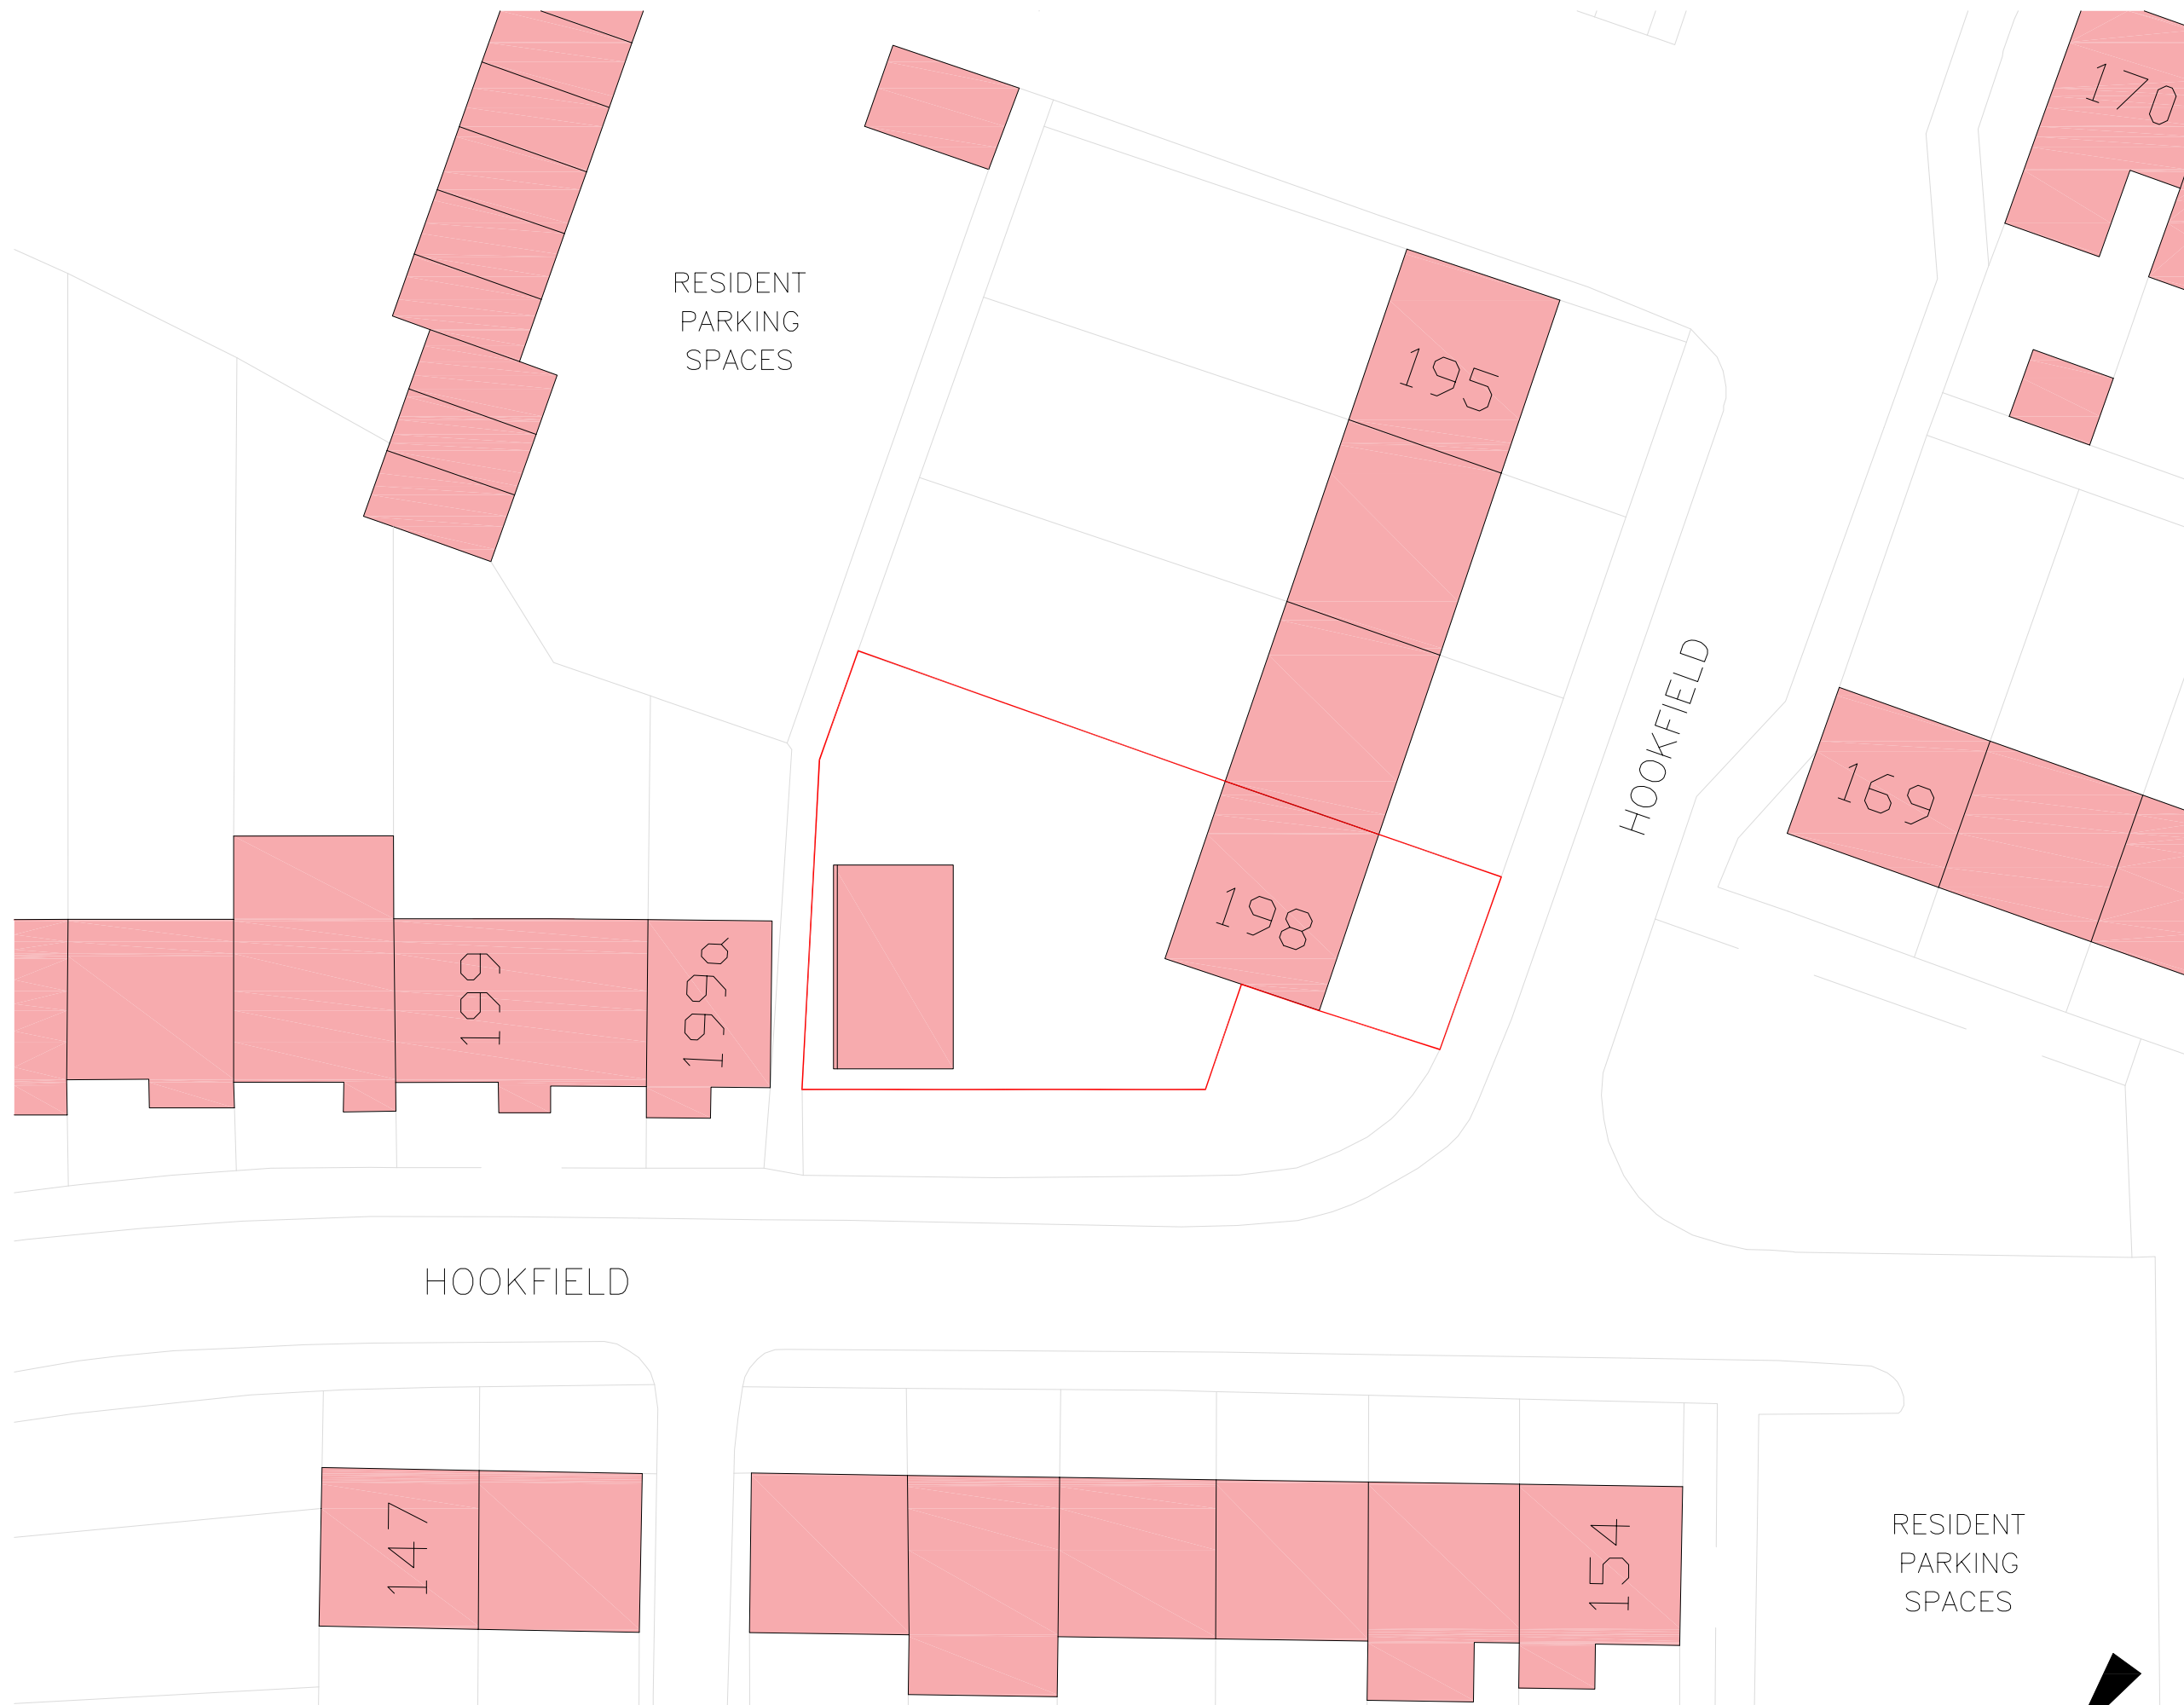 170
RESIDENT
PARKING
SPACES
195
HOOKFIELD
169
198
199
199a
HOOKFIELD
147
154
RESIDENT
PARKING
SPACES